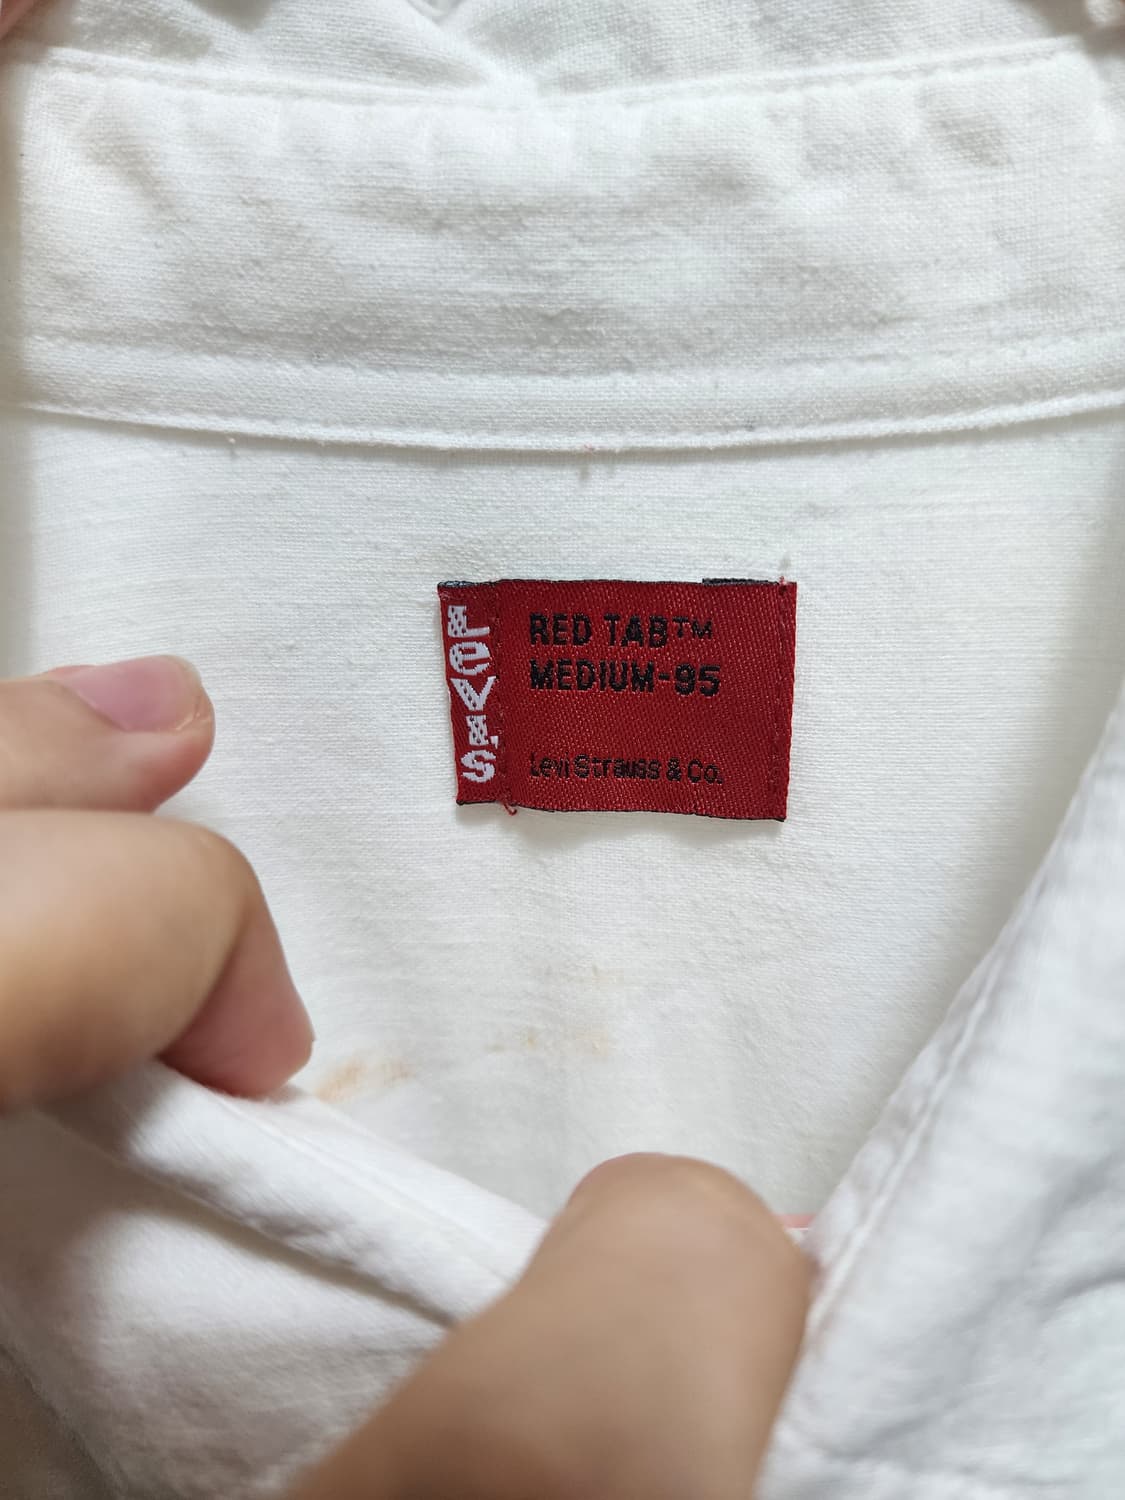 LEVI'S
RED TAB™
MEDIUM-95
Levi Strauss & Co.